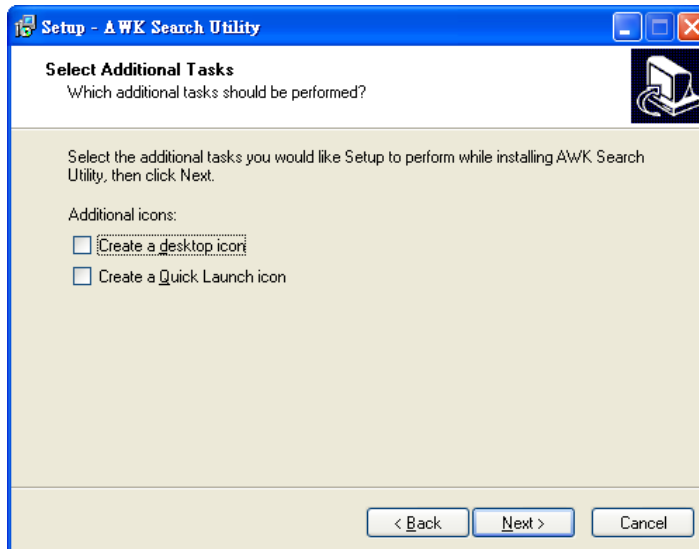 Setup - AWK Search Utility
Select Additional Tasks
Which additional tasks should be performed?
Select the additional tasks you would like Setup to perform while installing AWK Search
Utility, then click Next.
Additional icons:
Create a desktop icon
Create a Quick Launch icon
< Back
Next >
Cancel